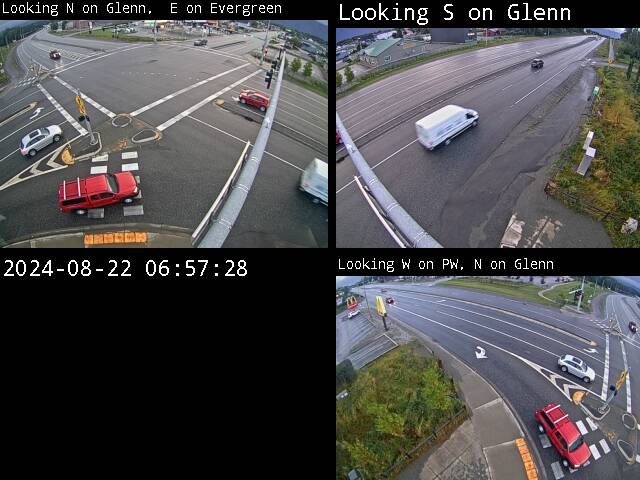 Looking N on Glenn,  E on Evergreen
Looking S on Glenn
2024-08-22 06:57:28
Looking W on PW, N on Glenn